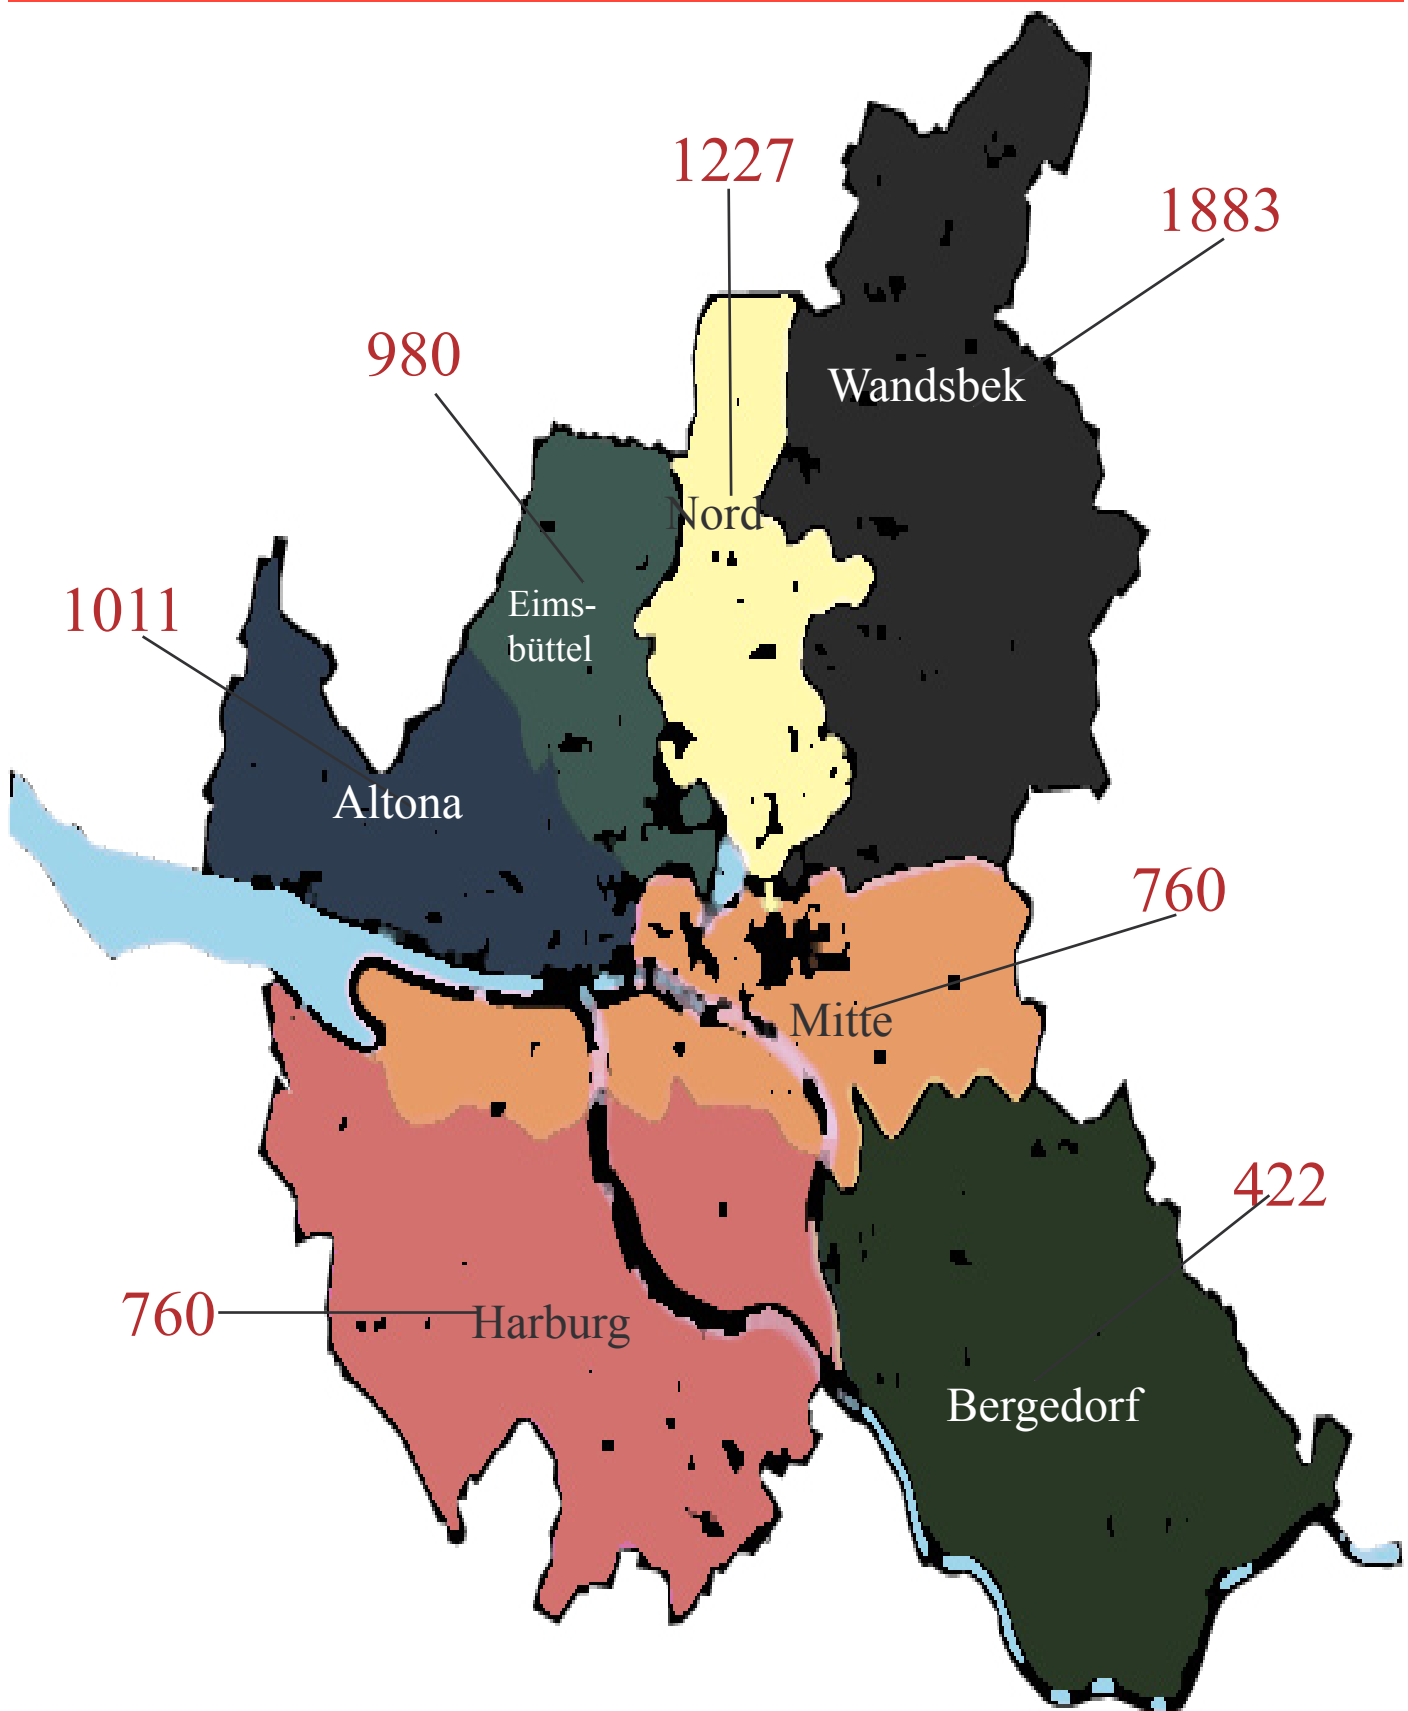 1227
1883
980
Wandsbek
Nord
1011
Eims-
büttel
Altona
760
Mitte
422
760
Harburg
Bergedorf